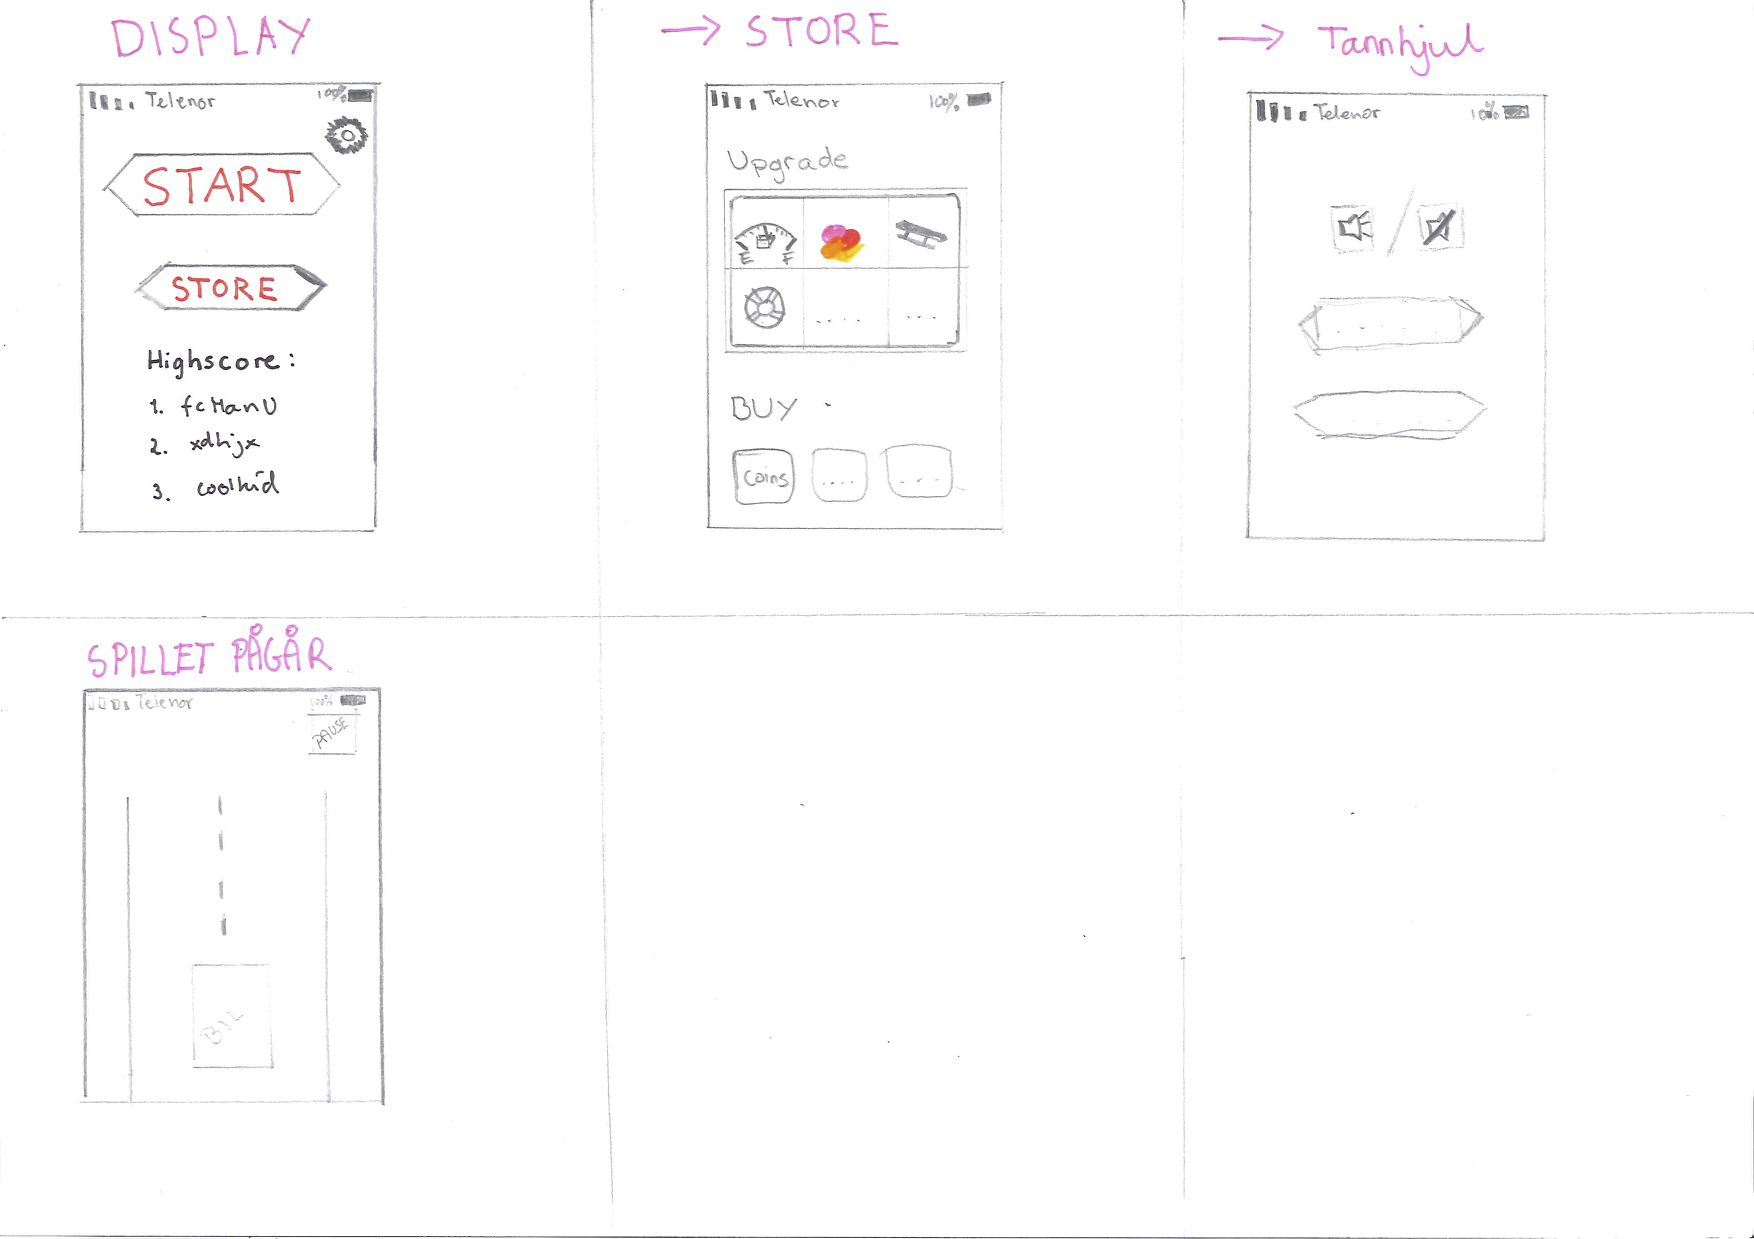 DISPLAY
Telenor 100%
START
STORE
Highscore:
1. fcManU
2. xdhjx
3. coolkid
→ STORE
Telenor 100%
Upgrade
E F
....
...
BUY
Coins
....
...
→ Tannhjul
Telenor 100%
SPILLET PÅGÅR
Telenor 100%
PAUSE
BIL